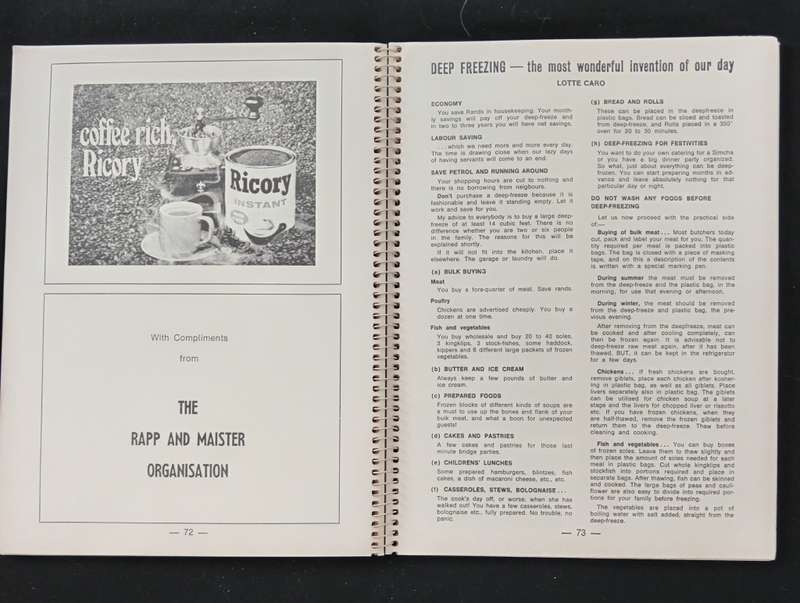 coffee rich,
Ricory
Ricory
INSTANT
With Compliments
from
THE
RAPP AND MAISTER
ORGANISATION
— 72 —
DEEP FREEZING — the most wonderful invention of our day
LOTTE CARO
ECONOMY
You save Rands in housekeeping. Your month-
ly savings will pay off your deep-freeze and
in two to three years you will have net savings.
LABOUR SAVING
. . .which we need more and more every day.
The time is drawing close when our lazy days
of having servants will come to an end.
SAVE PETROL AND RUNNING AROUND
Your shopping hours are cut to nothing and
there is no borrowing from neigbours.
Don't purchase a deep-freeze because it is
fashionable and leave it standing empty. Let it
work and save for you.
My advice to everybody is to buy a large deep-
freeze of at least 14 cubic feet. There is no
difference whether you are two or six people
in the family. The reasons for this will be
explained shortly.
If it will not fit into the kitchen, place it
elsewhere. The garage or laundry will do.
(a) BULK BUYING
Meat
You buy a fore-quarter of meat. Save rands.
Poultry
Chickens are advertised cheaply. You buy a
dozen at one time.
Fish and vegetables
You buy wholesale and buy 20 to 40 soles,
3 kingklips, 3 stock-fishes, some haddock,
kippers and 6 different large packets of frozen
vegetables.
(b) BUTTER AND ICE CREAM
Always keep a few pounds of butter and
ice cream.
(c) PREPARED FOODS
Frozen blocks of different kinds of soups are
a must to use up the bones and flank of your
bulk meat, and what a boon for unexpected
guests!
(d) CAKES AND PASTRIES
A few cakes and pastries for those last
minute bridge parties.
(e) CHILDRENS' LUNCHES
Some prepared hamburgers, blintzes, fish
cakes, a dish of macaroni cheese, etc., etc.
(f) CASSEROLES, STEWS, BOLOGNAISE . . .
The cook's day off, or worse, when she has
walked out! You have a few casseroles, stews,
bolognaise etc., fully prepared. No trouble, no
panic.
(g) BREAD AND ROLLS
These can be placed in the deepfreeze in
plastic bags. Bread can be sliced and toasted
from deep-freeze, and Rolls placed in a 350°
oven for 20 to 30 minutes.
(h) DEEP-FREEZING FOR FESTIVITIES
You want to do your own catering for a Simcha
or you have a big dinner party organized.
So what, just about everything can be deep-
frozen. You can start preparing months in ad-
vance and leave absolutely nothing for that
particular day or night.
DO NOT WASH ANY FOODS BEFORE
DEEP-FREEZING
Let us now proceed with the practical side
of:—
Buying of bulk meat . . . Most butchers today
cut, pack and label your meat for you. The quan-
tity required per meal is packed into plastic
bags. The bag is closed with a piece of masking
tape, and on this a description of the contents
is written with a special marking pen.
During summer the meat must be removed
from the deep-freeze and the plastic bag, in the
morning, for use that evening or afternoon.
During winter, the meat should be removed
from the deep-freeze and plastic bag, the pre-
vious evening.
After removing from the deepfreeze, meat can
be cooked and after cooling completely, can
then be frozen again. It is advisable not to
deep-freeze raw meat again, after it has been
thawed, BUT, it can be kept in the refrigerator
for a few days.
Chickens . . . If fresh chickens are bought,
remove giblets, place each chicken after kosher-
ing in plastic bag, as well as all giblets. Place
livers separately also in plastic bag. The giblets
can be utilised for chicken soup at a later
stage and the livers for chopped liver or risotto
etc. If you have frozen chickens, when they
are half-thawed, remove the frozen giblets and
return them to the deep-freeze. Thaw before
cleaning and cooking.
Fish and vegetables . . . You can buy boxes
of frozen soles. Leave them to thaw slightly and
then place the amount of soles needed for each
meal in plastic bags. Cut whole kingklips and
stockfish into portions required and place in
separate bags. After thawing, fish can be skinned
and cooked. The large bags of peas and cauli-
flower are also easy to divide into required por-
tions for your family before freezing.
The vegetables are placed into a pot of
boiling water with salt added, straight from the
deep-freeze.
— 73 —